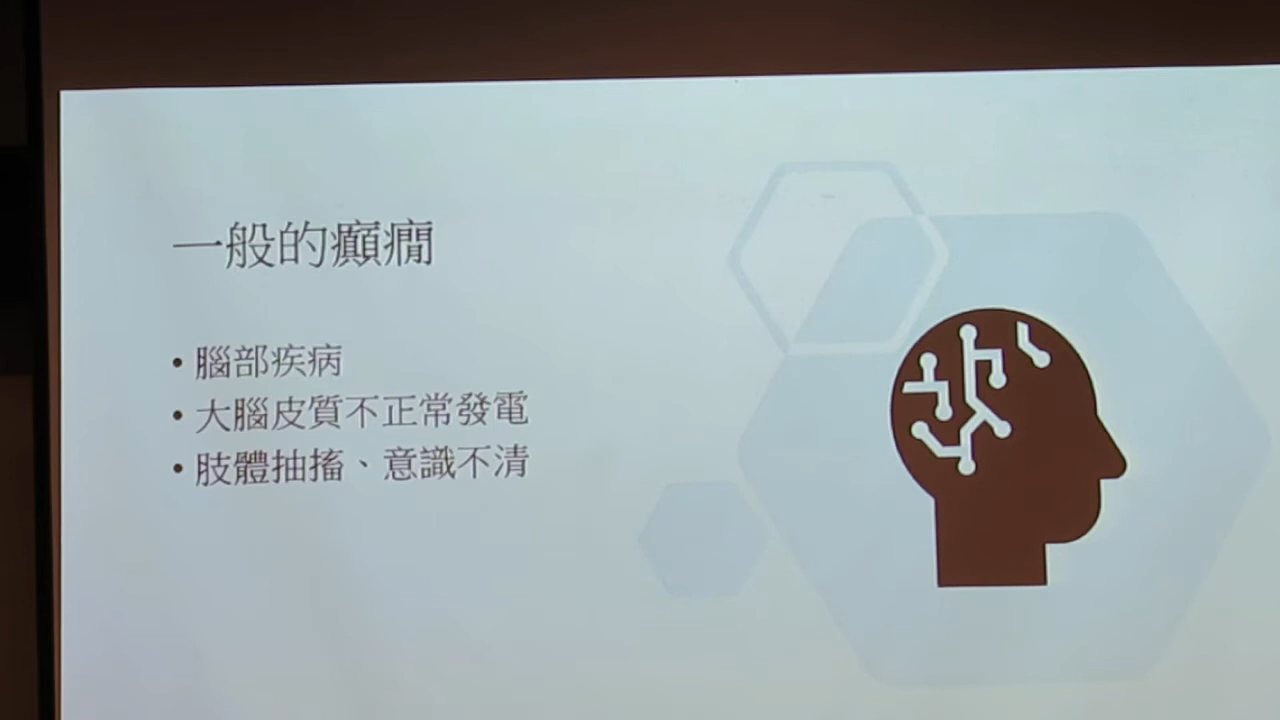 一般的癲癇
• 腦部疾病
• 大腦皮質不正常發電
• 肢體抽搐、意識不清